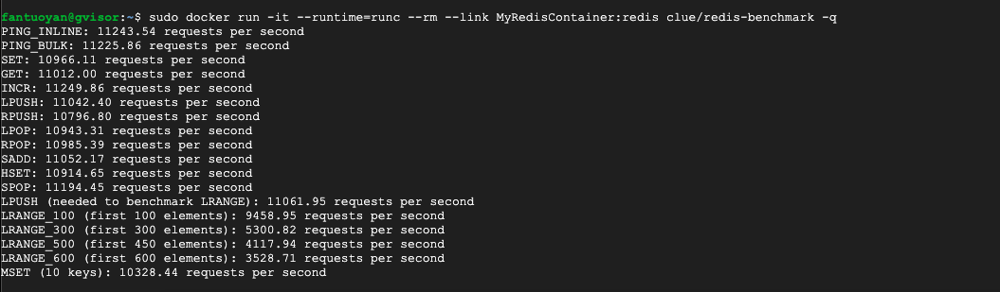 fantuoyan@gvisor:~$ sudo docker run -it --runtime=runc --rm --link MyRedisContainer:redis clue/redis-benchmark -q
PING_INLINE: 11243.54 requests per second
PING_BULK: 11225.86 requests per second
SET: 10966.11 requests per second
GET: 11012.00 requests per second
INCR: 11249.86 requests per second
LPUSH: 11042.40 requests per second
RPUSH: 10796.80 requests per second
LPOP: 10943.31 requests per second
RPOP: 10985.39 requests per second
SADD: 11052.17 requests per second
HSET: 10914.65 requests per second
SPOP: 11194.45 requests per second
LPUSH (needed to benchmark LRANGE): 11061.95 requests per second
LRANGE_100 (first 100 elements): 9458.95 requests per second
LRANGE_300 (first 300 elements): 5300.82 requests per second
LRANGE_500 (first 450 elements): 4117.94 requests per second
LRANGE_600 (first 600 elements): 3528.71 requests per second
MSET (10 keys): 10328.44 requests per second